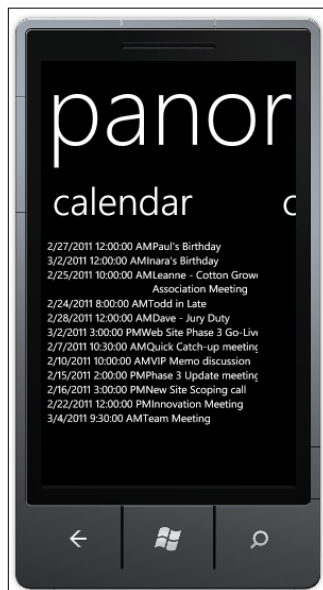 panor
calendar
c
2/27/2011 12:00:00 AMPaul's Birthday
3/2/2011 12:00:00 AMInara's Birthday
2/25/2011 10:00:00 AMLeanne - Cotton Growe
Association Meeting
2/24/2011 8:00:00 AMTodd in Late
2/28/2011 12:00:00 AMDave - Jury Duty
3/2/2011 3:00:00 PMWeb Site Phase 3 Go-Live
2/7/2011 10:30:00 AMQuick Catch-up meeting
2/10/2011 10:00:00 AMVIP Memo discussion
2/15/2011 2:00:00 PMPhase 3 Update meeting
2/16/2011 3:00:00 PMNew Site Scoping call
2/22/2011 12:00:00 PMInnovation Meeting
3/4/2011 9:30:00 AMTeam Meeting